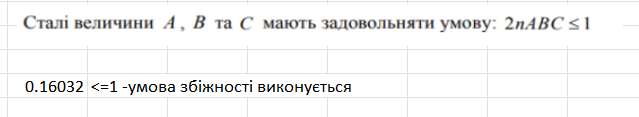 Сталі величини A, B та C мають задовольняти умову: 2nABC ≤ 1
0.16032 <=1 -умова збіжності виконується